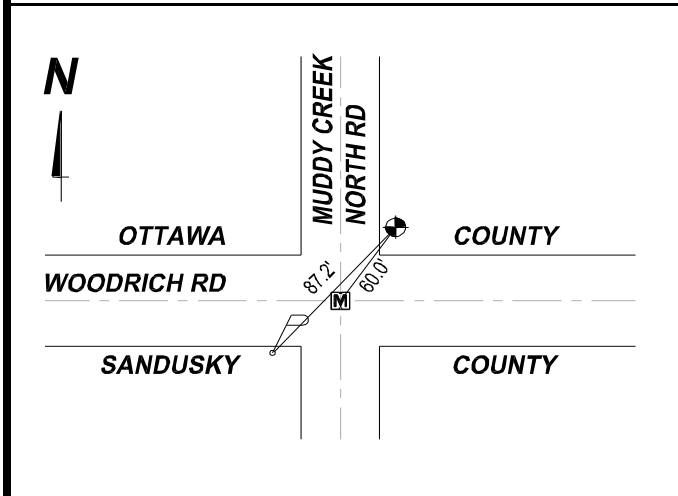 N
MUDDY CREEK
NORTH RD
OTTAWA COUNTY
WOODRICH RD
87.2'
60.0'
M
SANDUSKY COUNTY